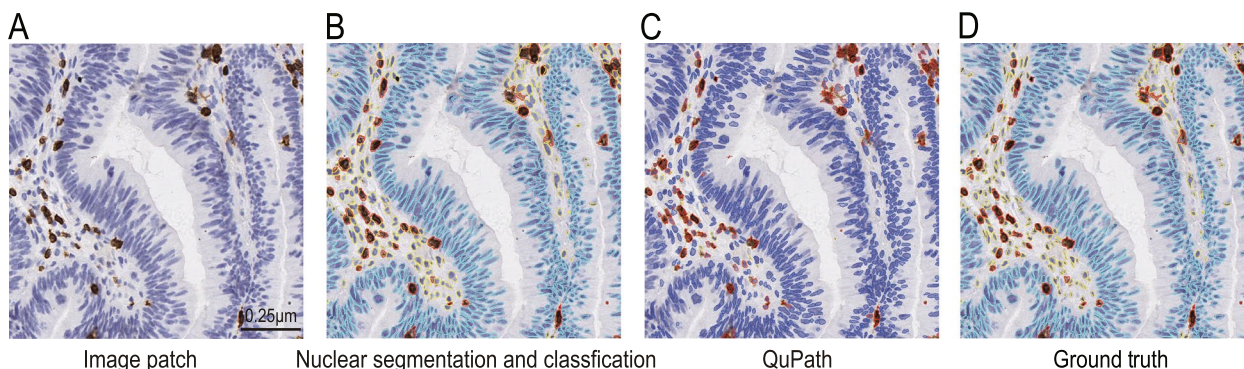 A
B
C
D
0.25μm
Image patch
Nuclear segmentation and classfication
QuPath
Ground truth